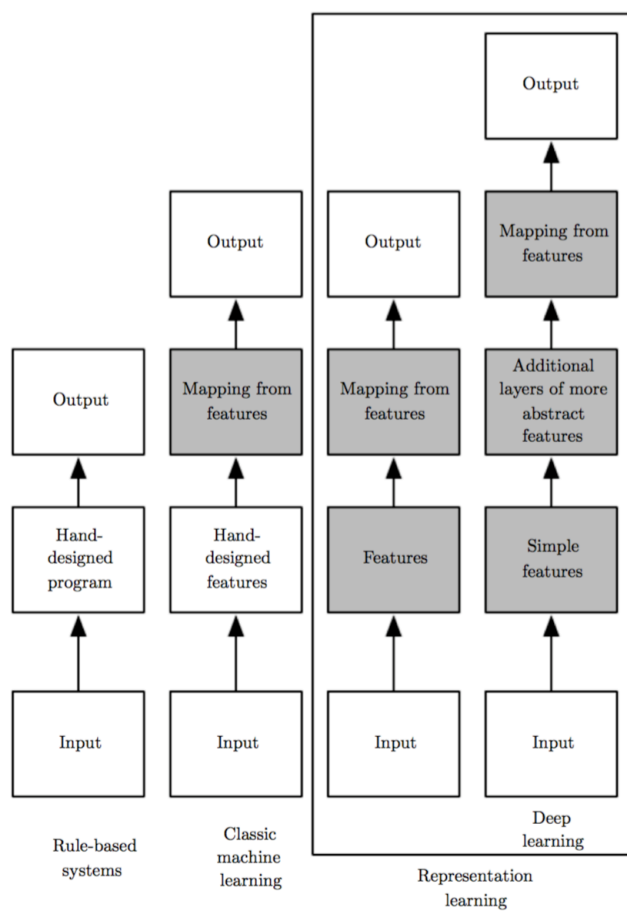 Output
Output
Output
Mapping from
features
Output
Mapping from
features
Mapping from
features
Additional
layers of more
abstract
features
Hand-
designed
program
Hand-
designed
features
Features
Simple
features
Input
Input
Input
Input
Rule-based
systems
Classic
machine
learning
Deep
learning
Representation
learning